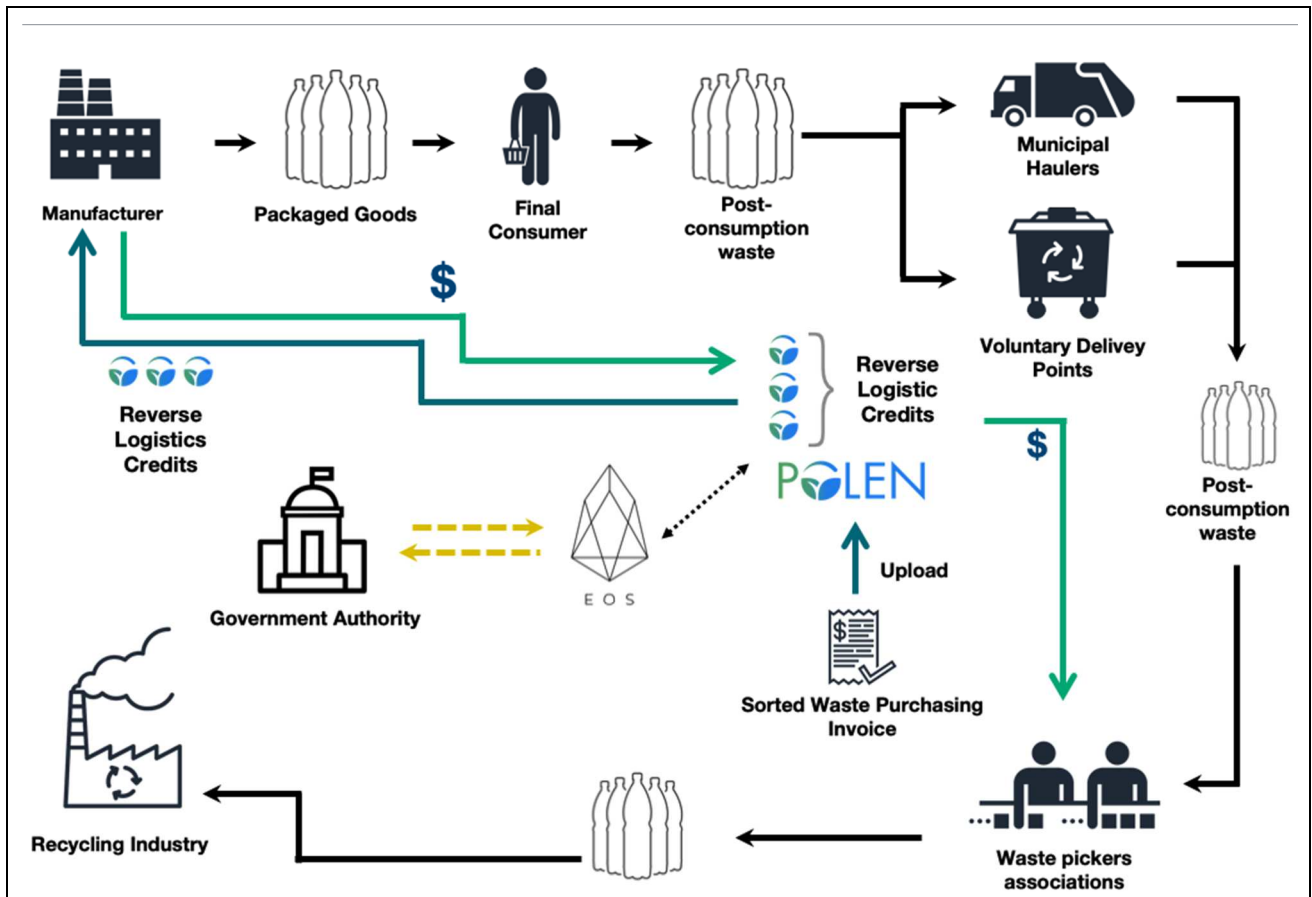 Municipal
Haulers
Manufacturer
Packaged Goods
Final
Consumer
Post-
consumption
waste
$
Voluntary Delivey
Points
Reverse
Logistic
Credits
Reverse
Logistics
Credits
$
POLEN
Post-
consumption
waste
Upload
EOS
Government Authority
$
Sorted Waste Purchasing
Invoice
Recycling Industry
Waste pickers
associations